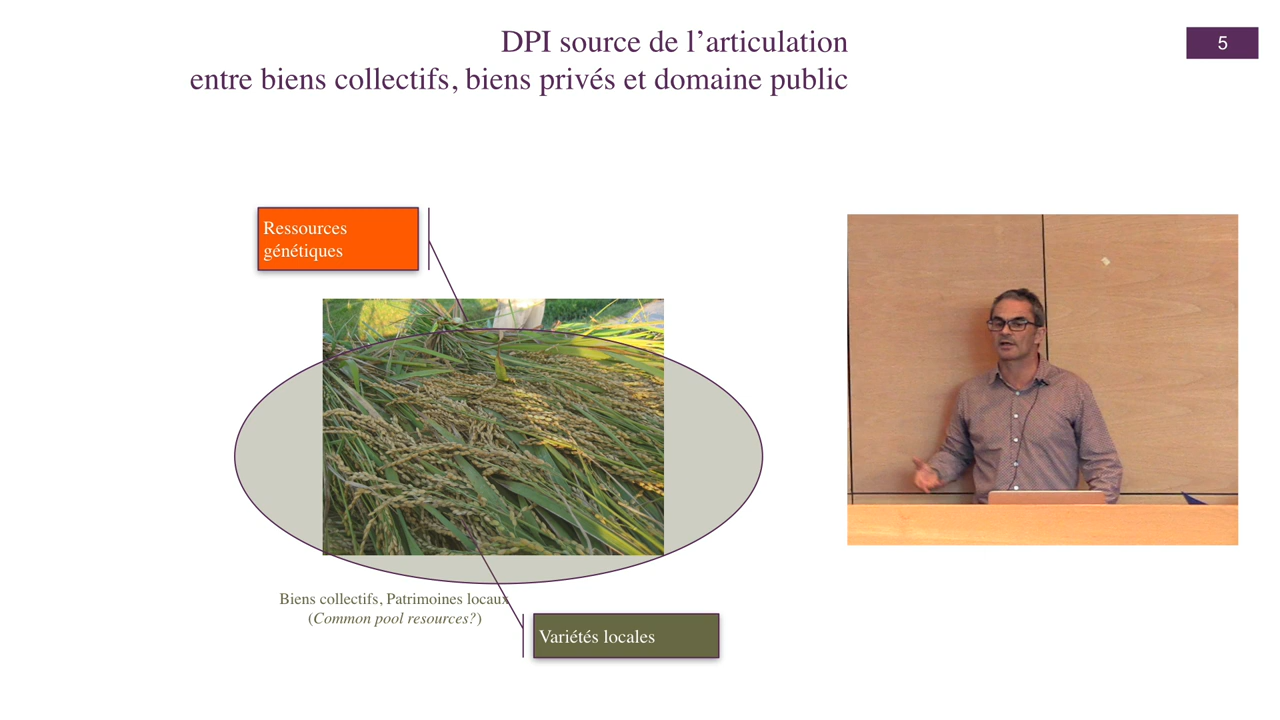 DPI source de l’articulation
entre biens collectifs, biens privés et domaine public
5
Ressources
génétiques
Biens collectifs, Patrimoines locaux
(Common pool resources?)
Variétés locales